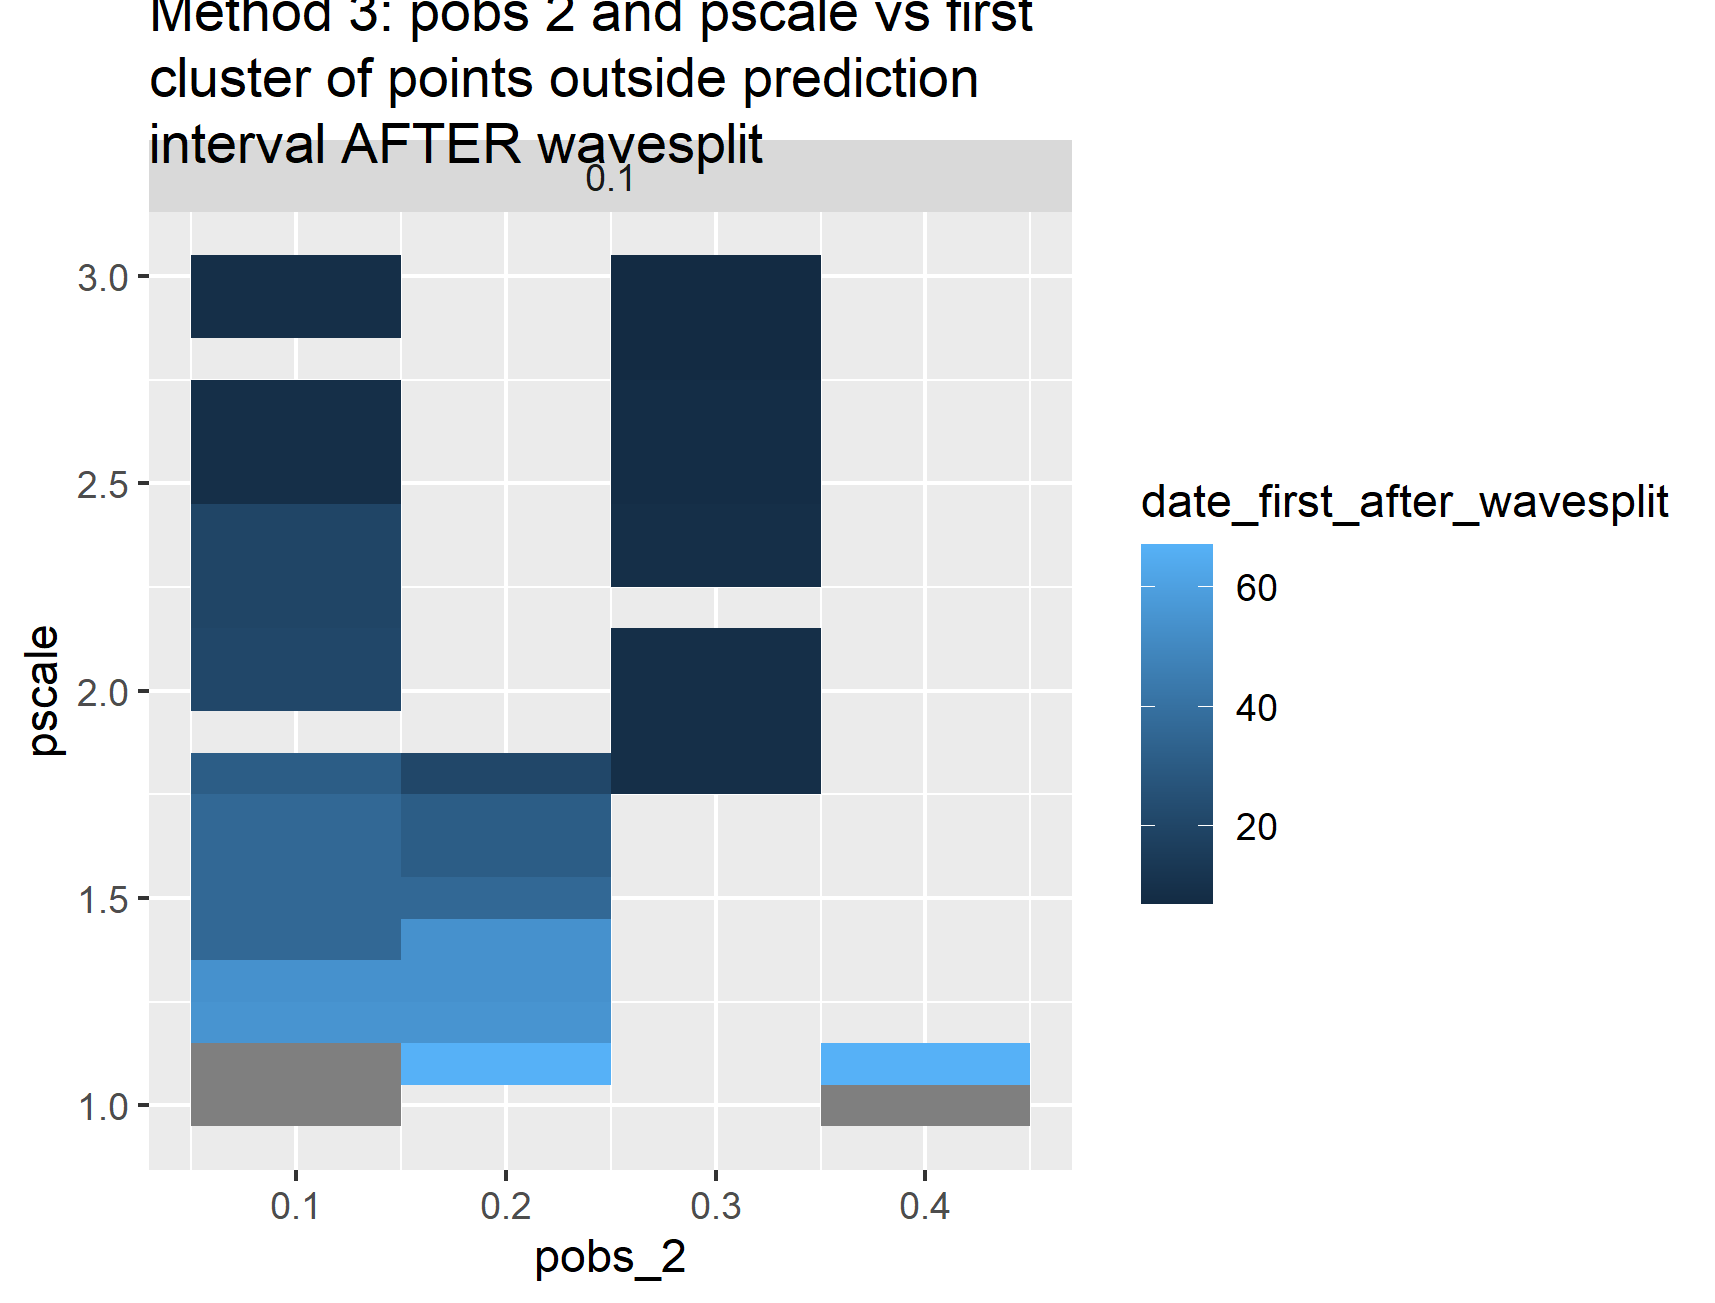 Method 3: pobs 2 and pscale vs first
cluster of points outside prediction
interval AFTER wavesplit
0.1
3.0
2.5
2.0
1.5
1.0
pscale
0.1 0.2 0.3 0.4
pobs_2
date_first_after_wavesplit
60
40
20